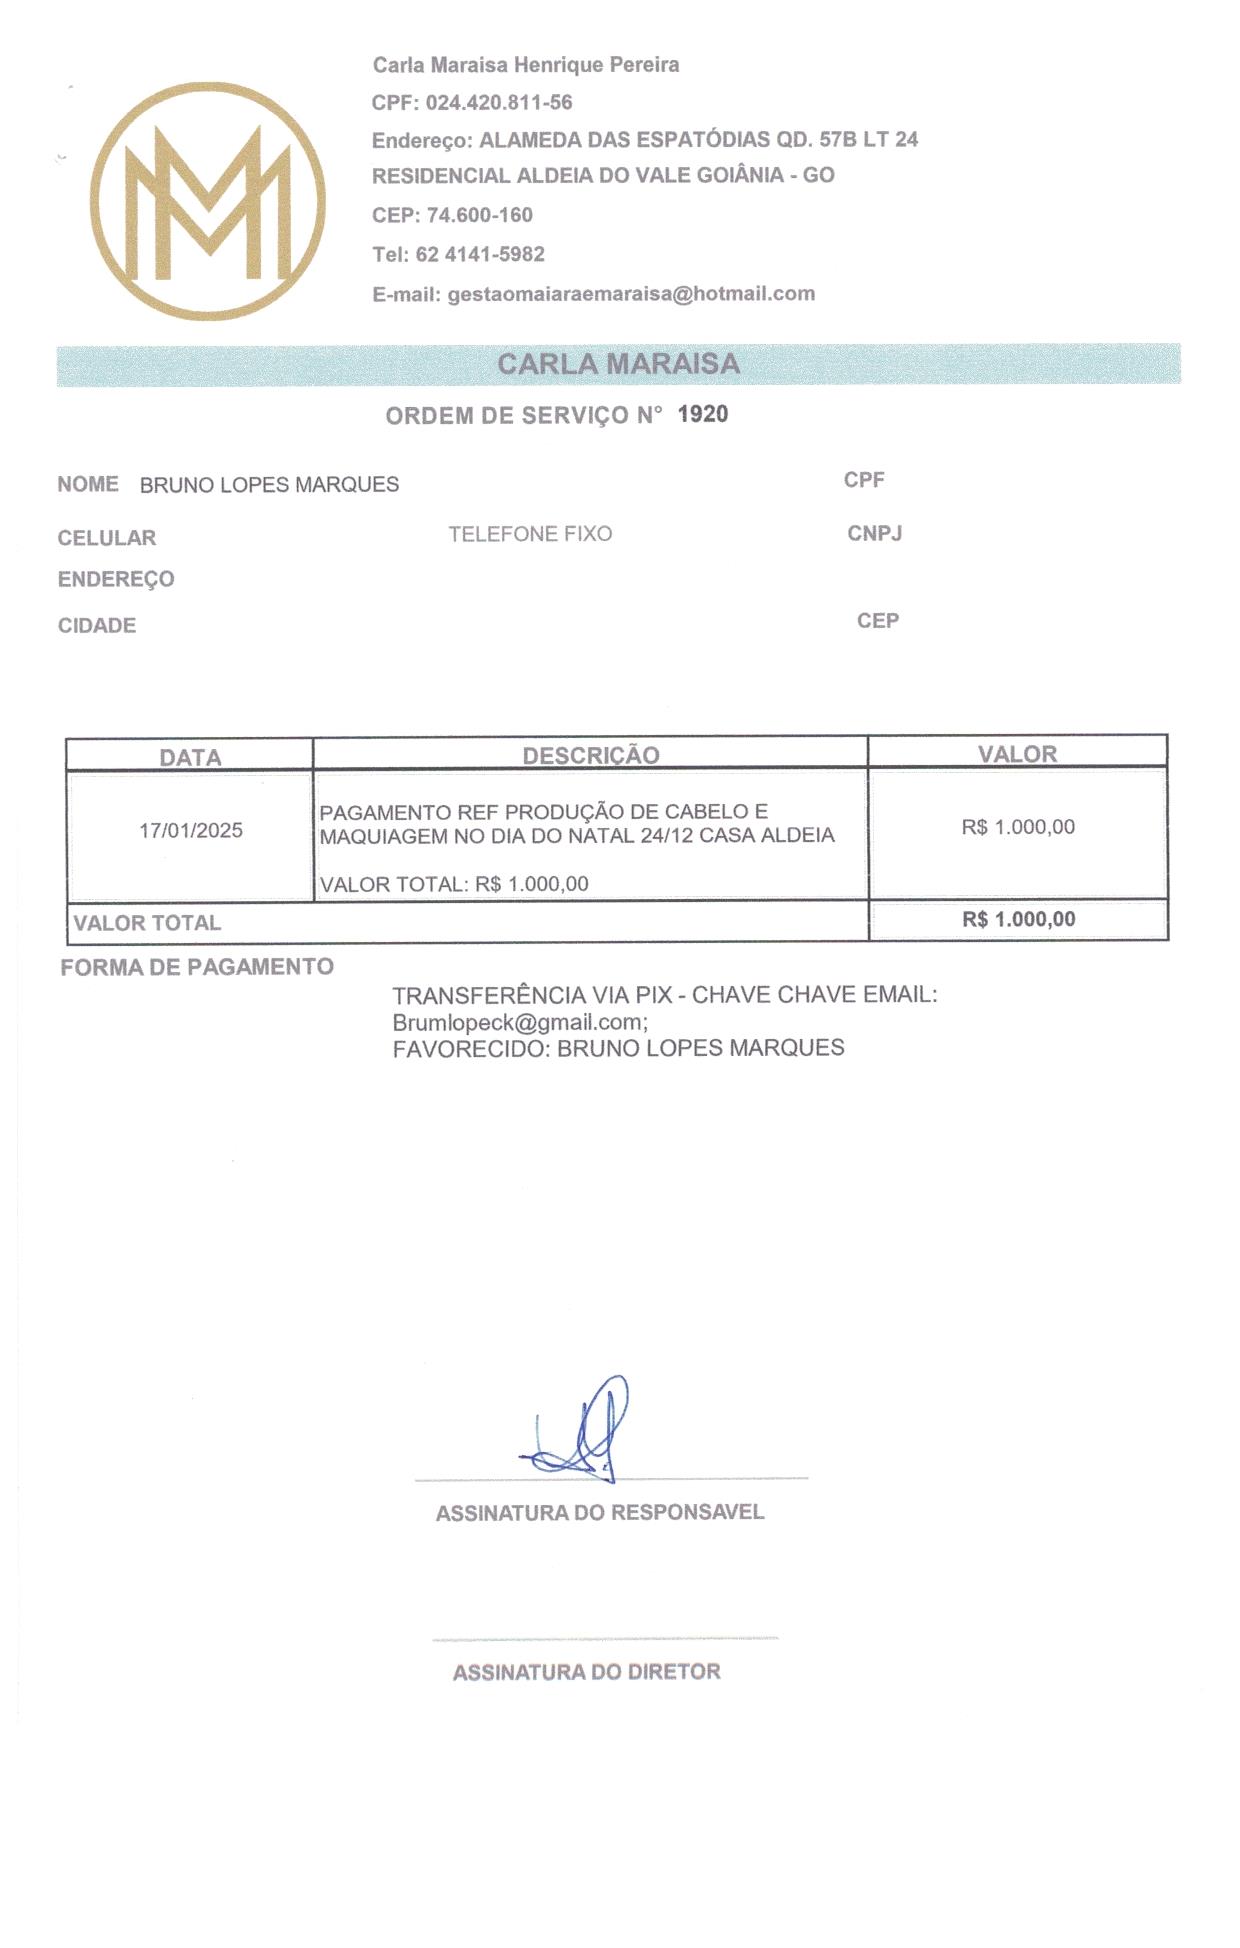 Carla Maraisa Henrique Pereira
CPF: 024.420.811-56
Endereço: ALAMEDA DAS ESPATÓDIAS QD. 57B LT 24
RESIDENCIAL ALDEIA DO VALE GOIÂNIA - GO
CEP: 74.600-160
Tel: 62 4141-5982
E-mail: gestaomaiaraemaraisa@hotmail.com
CARLA MARAISA
ORDEM DE SERVIÇO N° 1920
NOME BRUNO LOPES MARQUES CPF
CELULAR TELEFONE FIXO CNPJ
ENDEREÇO
CIDADE CEP
DATA DESCRIÇÃO VALOR
17/01/2025 PAGAMENTO REF PRODUÇÃO DE CABELO E R$ 1.000,00
MAQUIAGEM NO DIA DO NATAL 24/12 CASA ALDEIA
VALOR TOTAL: R$ 1.000,00
VALOR TOTAL R$ 1.000,00
FORMA DE PAGAMENTO
TRANSFERÊNCIA VIA PIX - CHAVE CHAVE EMAIL:
Brumlopeck@gmail.com;
FAVORECIDO: BRUNO LOPES MARQUES
ASSINATURA DO RESPONSAVEL
ASSINATURA DO DIRETOR